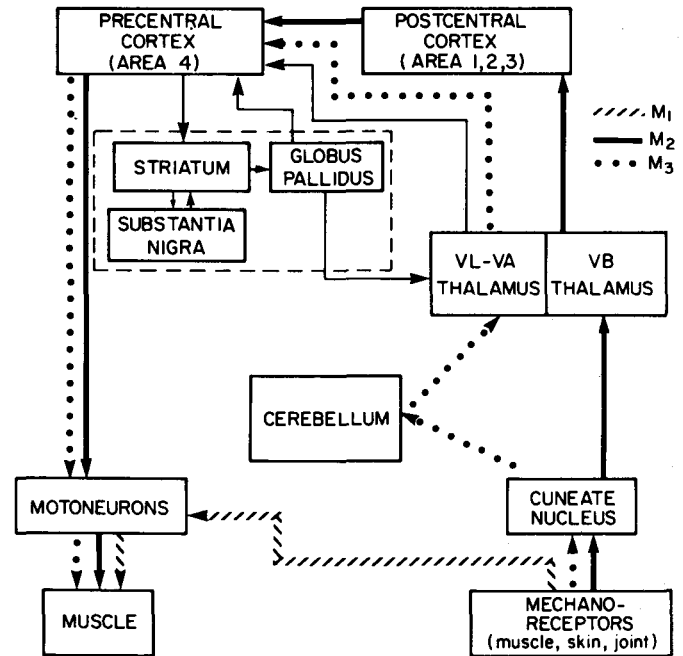 PRECENTRAL
CORTEX
(AREA 4)
POSTCENTRAL
CORTEX
(AREA 1,2,3)
M1
M2
M3
STRIATUM
GLOBUS
PALLIDUS
SUBSTANTIA
NIGRA
VL-VA
THALAMUS
VB
THALAMUS
CEREBELLUM
MOTONEURONS
CUNEATE
NUCLEUS
MUSCLE
MECHANO-
RECEPTORS
(muscle, skin, joint)